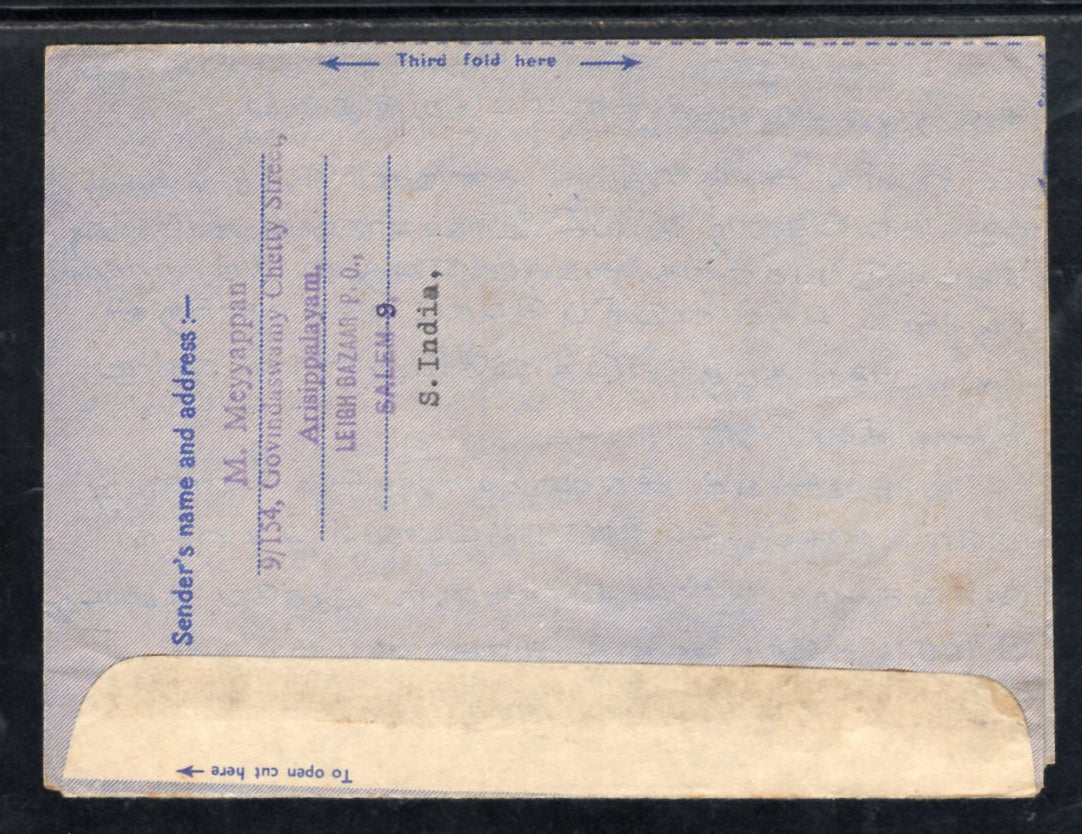 Third fold here
Sender's name and address :—
M. Meyyappan
9/154, Govindaswamy Chetty Street,
Arisippalayam,
LEIGH BAZAAR P. O.,
SALEM-9,
S.India,
To open cut here